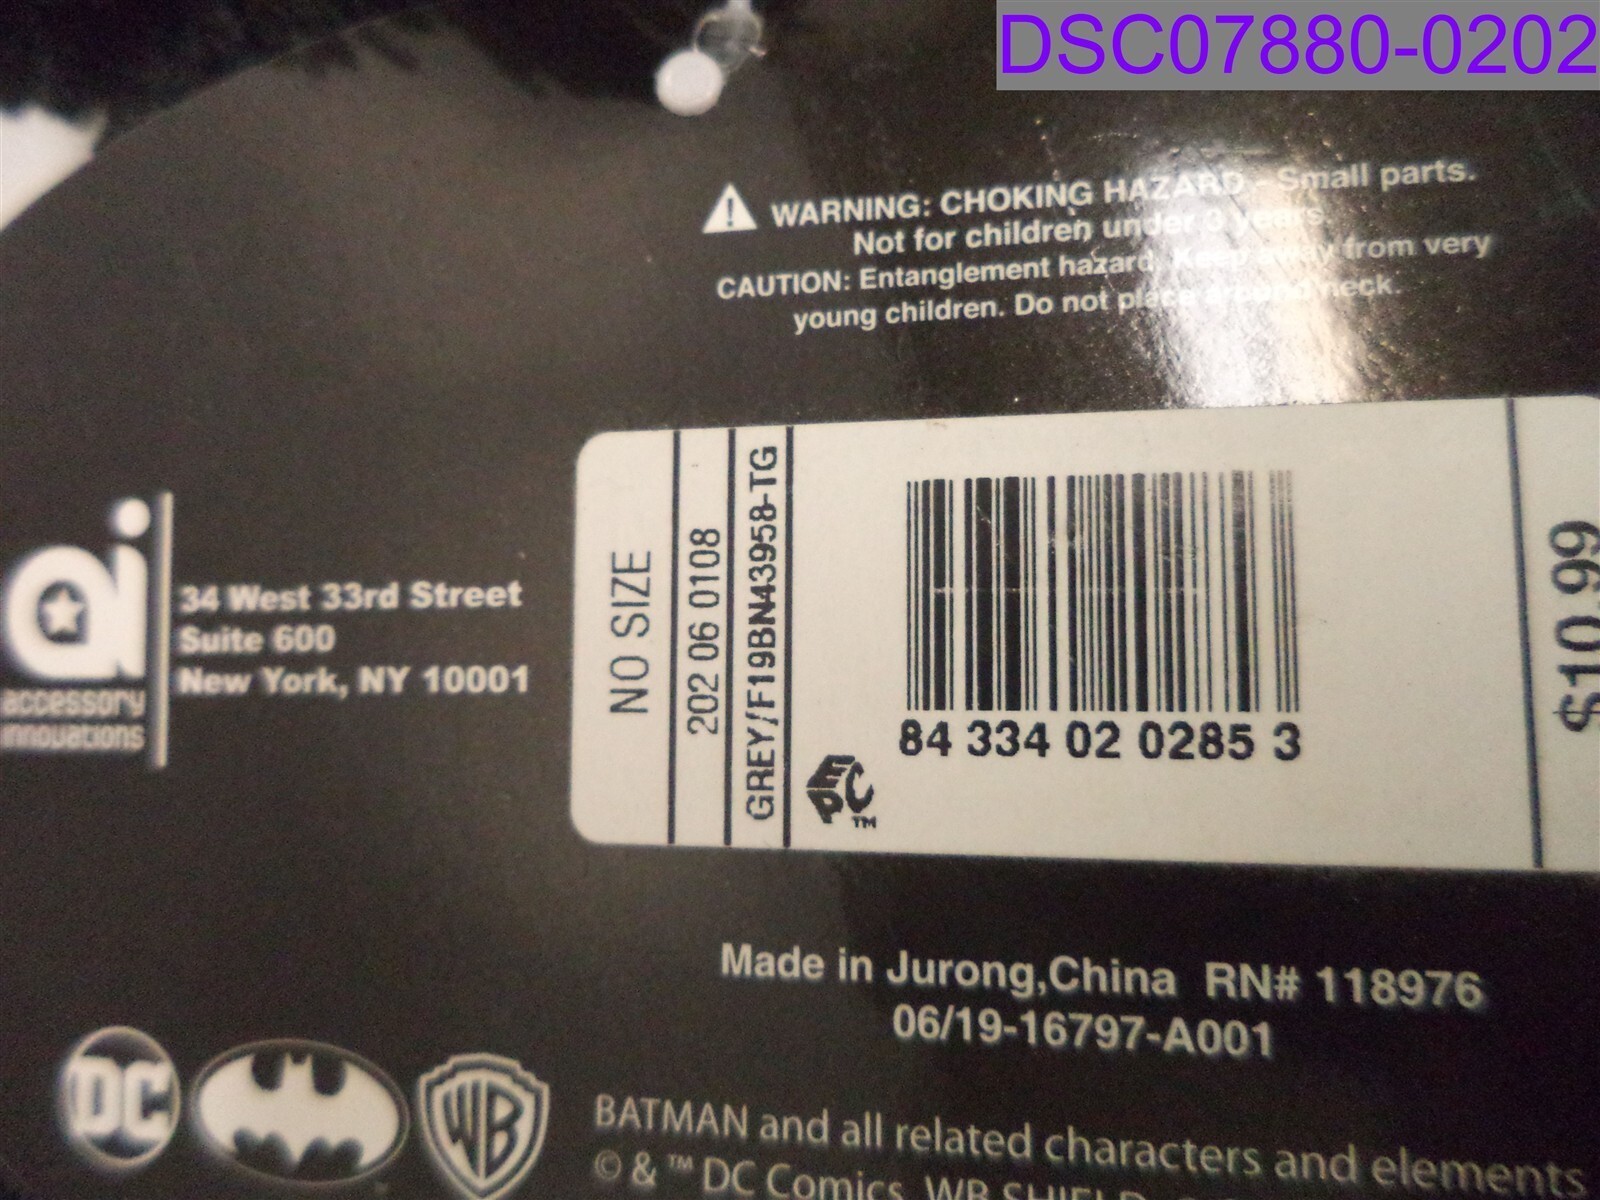 DSC07880-0202
WARNING: CHOKING HAZARD - Small parts.
Not for children under 3 years.
CAUTION: Entanglement hazard. Keep away from very
young children. Do not place around neck.
ai
accessory
innovations
34 West 33rd Street
Suite 600
New York, NY 10001
NO SIZE
202 06 0108
GREY/F19BN43958-TG
EPC™
84 334 02 0285 3
$10.99
Made in Jurong,China RN# 118976
06/19-16797-A001
DC
WB
BATMAN and all related characters and elements
© & ™ DC Comics. WB SHIELD